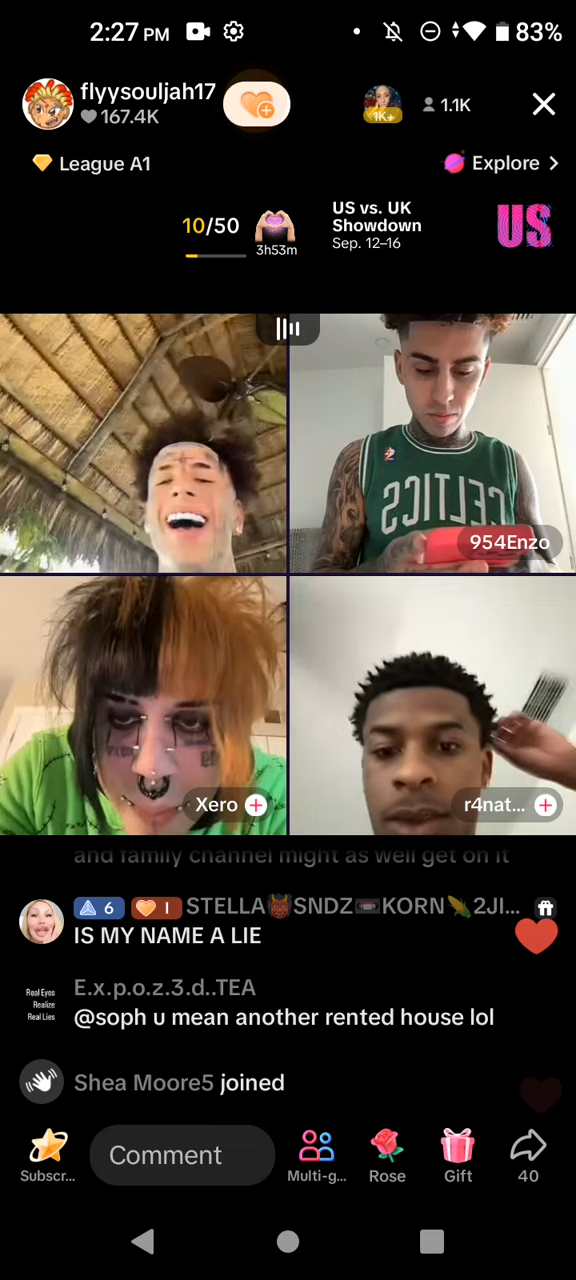 2:27 PM
83%
flyysouljah17
167.4K
1K+
1.1K
League A1
Explore >
10/50
3h53m
US vs. UK
Showdown
Sep. 12–16
US
CELTICS
954Enzo
Xero
r4nat...
and family channel might as well get on it
6 1 STELLA👹SNDZ📼KORN🌽2JI...
IS MY NAME A LIE
Real Eyes
Realize
Real Lies
E.x.p.o.z.3.d..TEA
@soph u mean another rented house lol
Shea Moore5 joined
Subscr...
Comment
Multi-g...
Rose
Gift
40